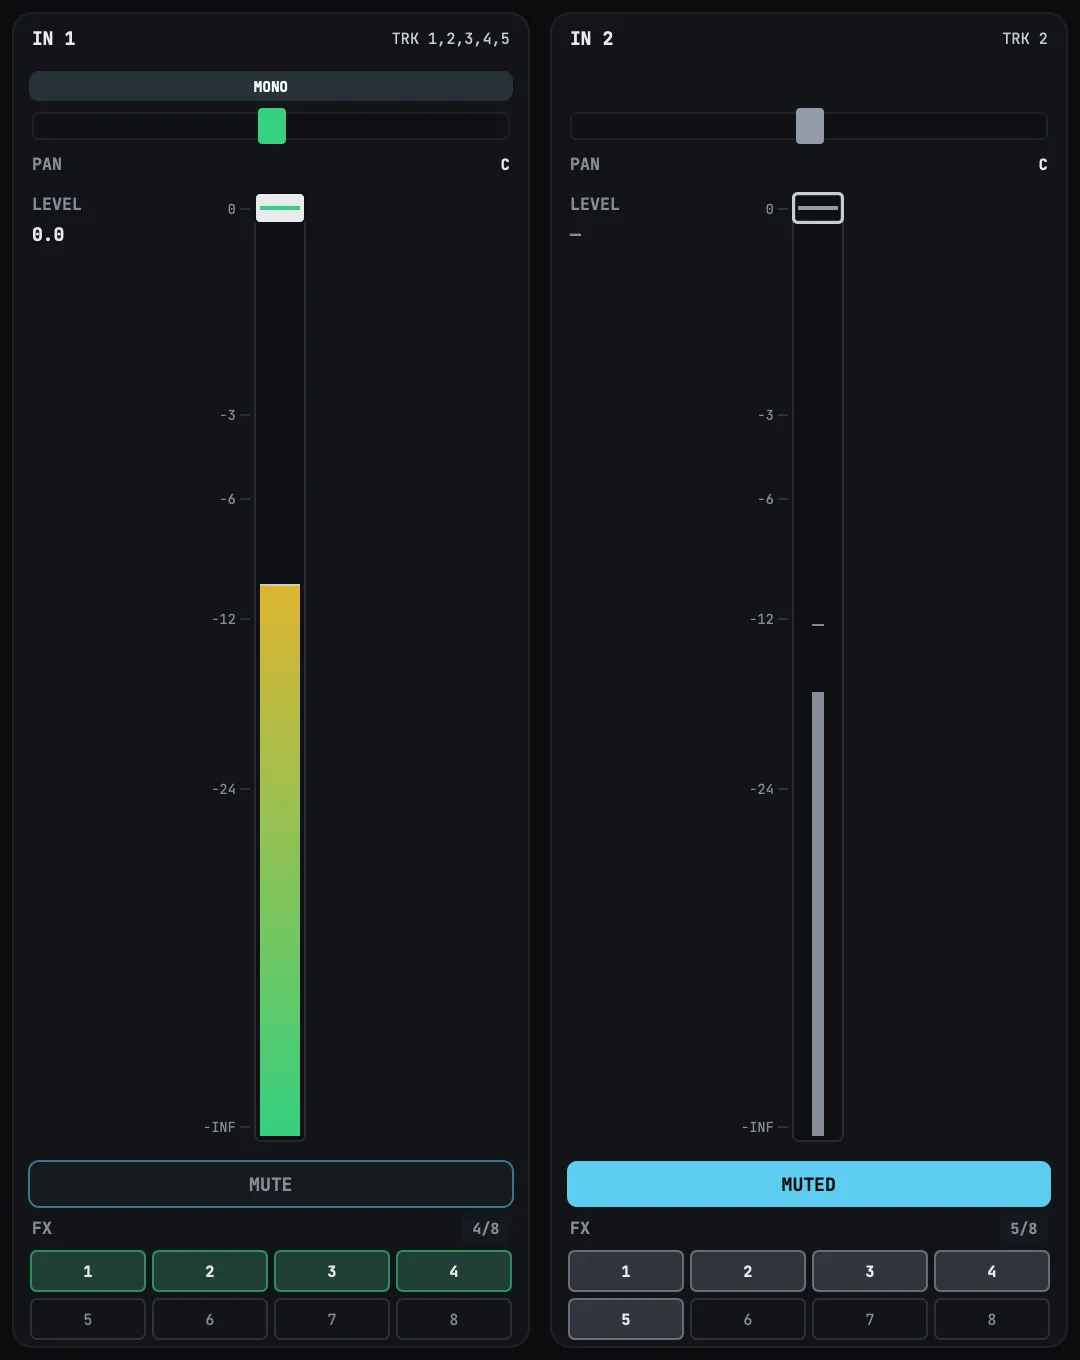 IN 1
TRK 1,2,3,4,5
MONO
PAN
C
LEVEL
0.0
0
-3
-6
-12
-24
-INF
MUTE
FX
4/8
1 2 3 4
5 6 7 8
IN 2
TRK 2
PAN
C
LEVEL
—
0
-3
-6
-12
-24
-INF
MUTED
FX
5/8
1 2 3 4
5 6 7 8